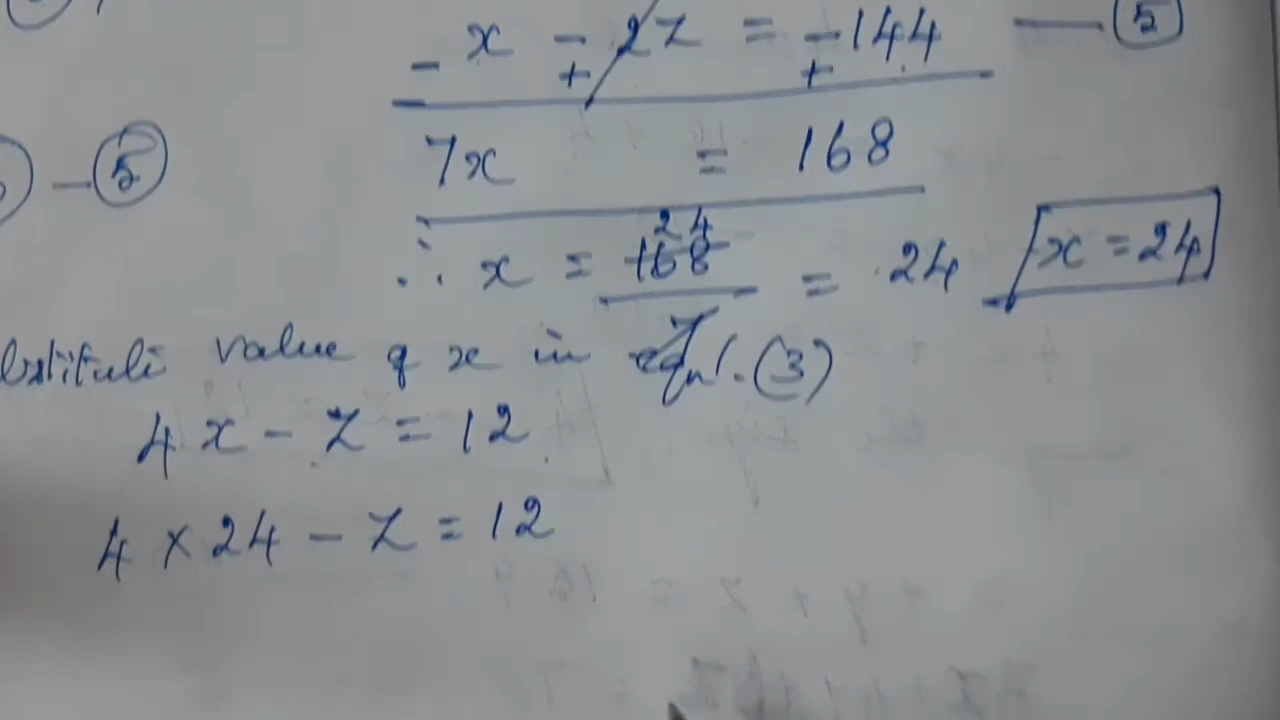 x - 2z = -144 —— (5)
- + +
— (5)
7x = 168
∴ x = 168/7 = 24 x = 24
24
value of x in eqn. (3)
4x - z = 12
4 × 24 - z = 12